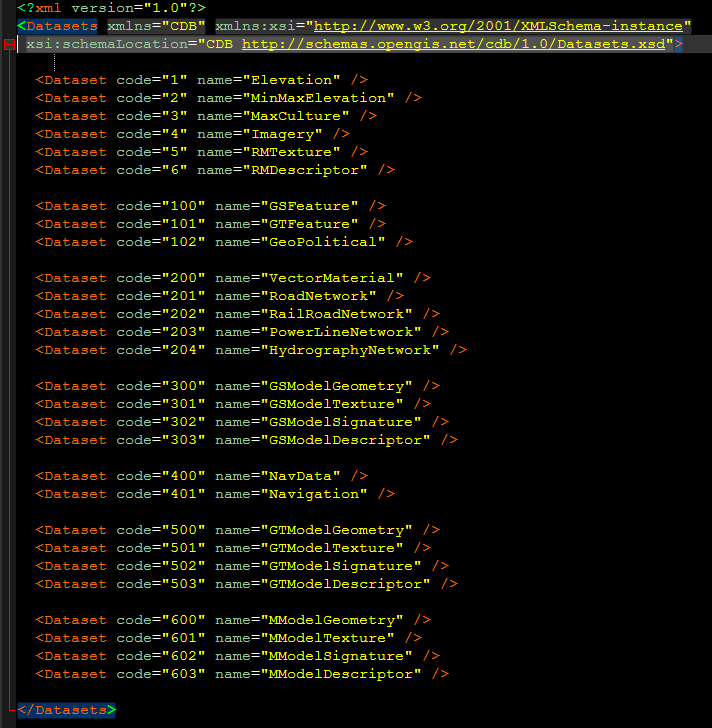 <?xml version="1.0"?>
<Datasets xmlns="CDB" xmlns:xsi="http://www.w3.org/2001/XMLSchema-instance"
xsi:schemaLocation="CDB http://schemas.opengis.net/cdb/1.0/Datasets.xsd">
<Dataset code="1" name="Elevation" />
<Dataset code="2" name="MinMaxElevation" />
<Dataset code="3" name="MaxCulture" />
<Dataset code="4" name="Imagery" />
<Dataset code="5" name="RMTexture" />
<Dataset code="6" name="RMDescriptor" />
<Dataset code="100" name="GSFeature" />
<Dataset code="101" name="GTFeature" />
<Dataset code="102" name="GeoPolitical" />
<Dataset code="200" name="VectorMaterial" />
<Dataset code="201" name="RoadNetwork" />
<Dataset code="202" name="RailRoadNetwork" />
<Dataset code="203" name="PowerLineNetwork" />
<Dataset code="204" name="HydrographyNetwork" />
<Dataset code="300" name="GSModelGeometry" />
<Dataset code="301" name="GSModelTexture" />
<Dataset code="302" name="GSModelSignature" />
<Dataset code="303" name="GSModelDescriptor" />
<Dataset code="400" name="NavData" />
<Dataset code="401" name="Navigation" />
<Dataset code="500" name="GTModelGeometry" />
<Dataset code="501" name="GTModelTexture" />
<Dataset code="502" name="GTModelSignature" />
<Dataset code="503" name="GTModelDescriptor" />
<Dataset code="600" name="MModelGeometry" />
<Dataset code="601" name="MModelTexture" />
<Dataset code="602" name="MModelSignature" />
<Dataset code="603" name="MModelDescriptor" />
</Datasets>